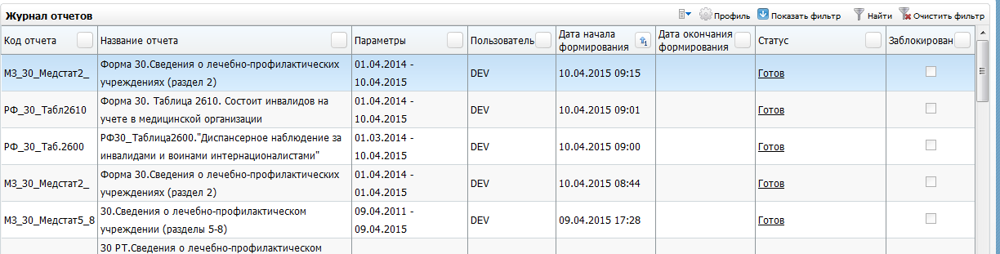 Журнал отчетов
Профиль
Показать фильтр
Найти
Очистить фильтр
Код отчета
Название отчета
Параметры
Пользователь
Дата начала
формирования
1
Дата окончания
формирования
Статус
Заблокирован
МЗ_30_Медстат2_
Форма 30.Сведения о лечебно-профилактических
учреждениях (раздел 2)
01.04.2014 -
10.04.2015
DEV
10.04.2015 09:15
Готов
РФ_30_Табл2610
Форма 30. Таблица 2610. Состоит инвалидов на
учете в медицинской организации
01.04.2014 -
10.04.2015
DEV
10.04.2015 09:01
Готов
РФ_30_Таб.2600
РФ30_Таблица2600."Диспансерное наблюдение за
инвалидами и воинами интернационалистами"
01.03.2014 -
10.04.2015
DEV
10.04.2015 09:00
Готов
МЗ_30_Медстат2_
Форма 30.Сведения о лечебно-профилактических
учреждениях (раздел 2)
01.04.2014 -
01.04.2015
DEV
10.04.2015 08:44
Готов
МЗ_30_Медстат5_8
30.Сведения о лечебно-профилактическом
учреждении (разделы 5-8)
09.04.2011 -
09.04.2015
DEV
09.04.2015 17:28
Готов
30 РТ.Сведения о лечебно-профилактическом